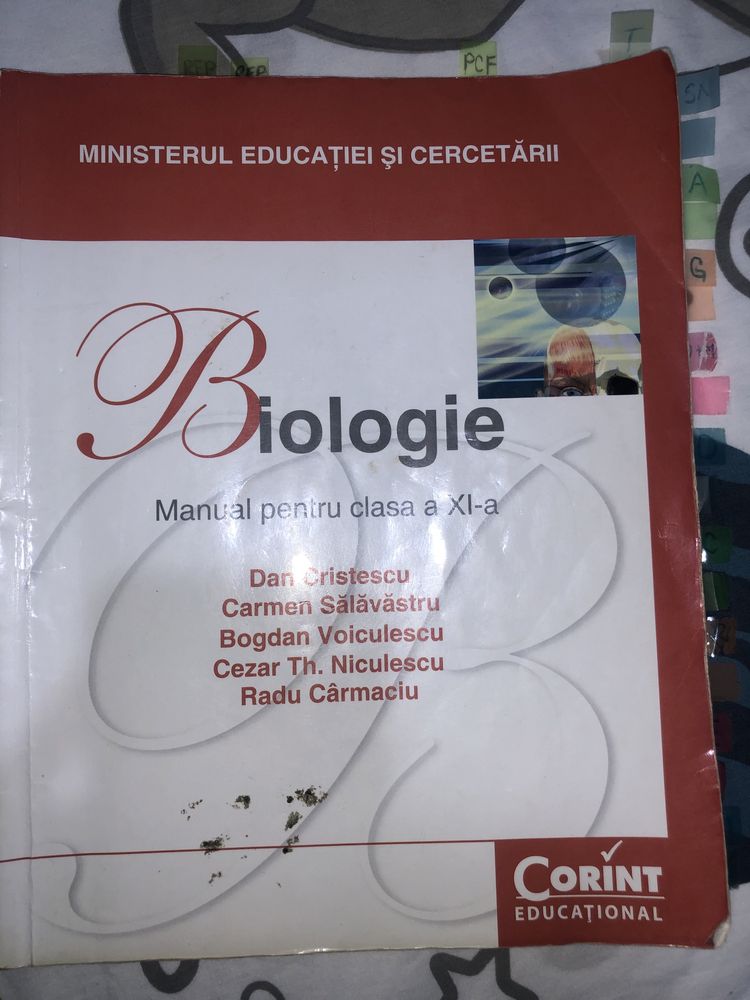 PCF
T
SN
A
G
MINISTERUL EDUCAȚIEI ȘI CERCETĂRII
Biologie
Manual pentru clasa a XI-a
Dan Cristescu
Carmen Sălăvăstru
Bogdan Voiculescu
Cezar Th. Niculescu
Radu Cârmaciu
D
C
CORINT
EDUCAȚIONAL